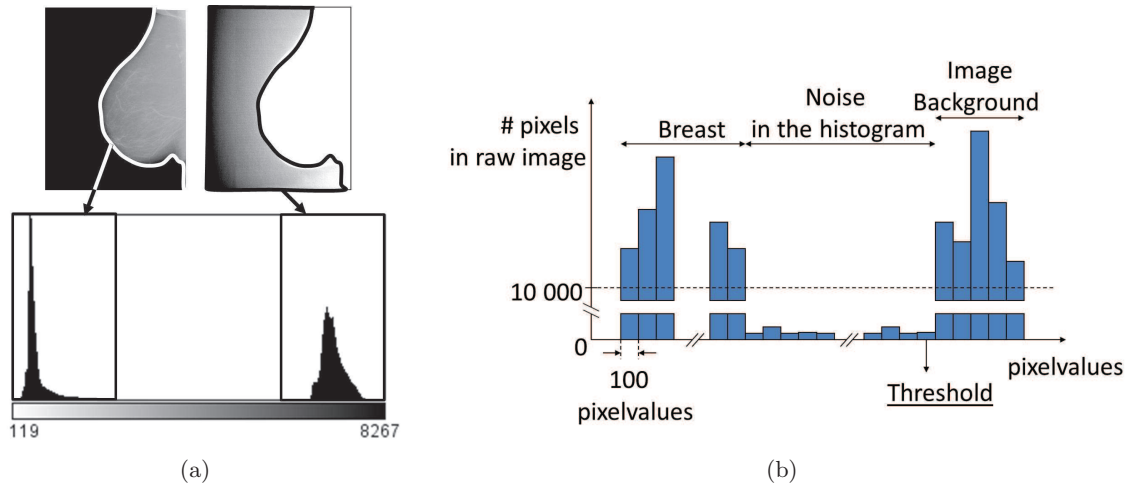 119
8267
(a)
# pixels
in raw image
Breast
Noise
in the histogram
Image
Background
10 000
0
100
pixelvalues
Threshold
pixelvalues
(b)